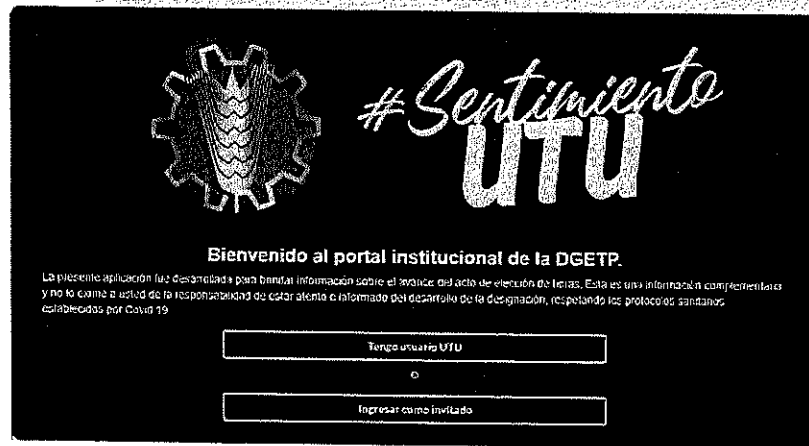 #Sentimiento
UTU
Bienvenido al portal institucional de la DGETP.
La presente aplicación fue desarrollada para brindar información sobre el avance del acto de elección de horas. Esta es una información complementaria
y no lo exime a usted de la responsabilidad de estar atento e informado del desarrollo de la designación, respetando los protocolos sanitarios
establecidos por Covid 19
Tengo usuario UTU
O
Ingresar como invitado